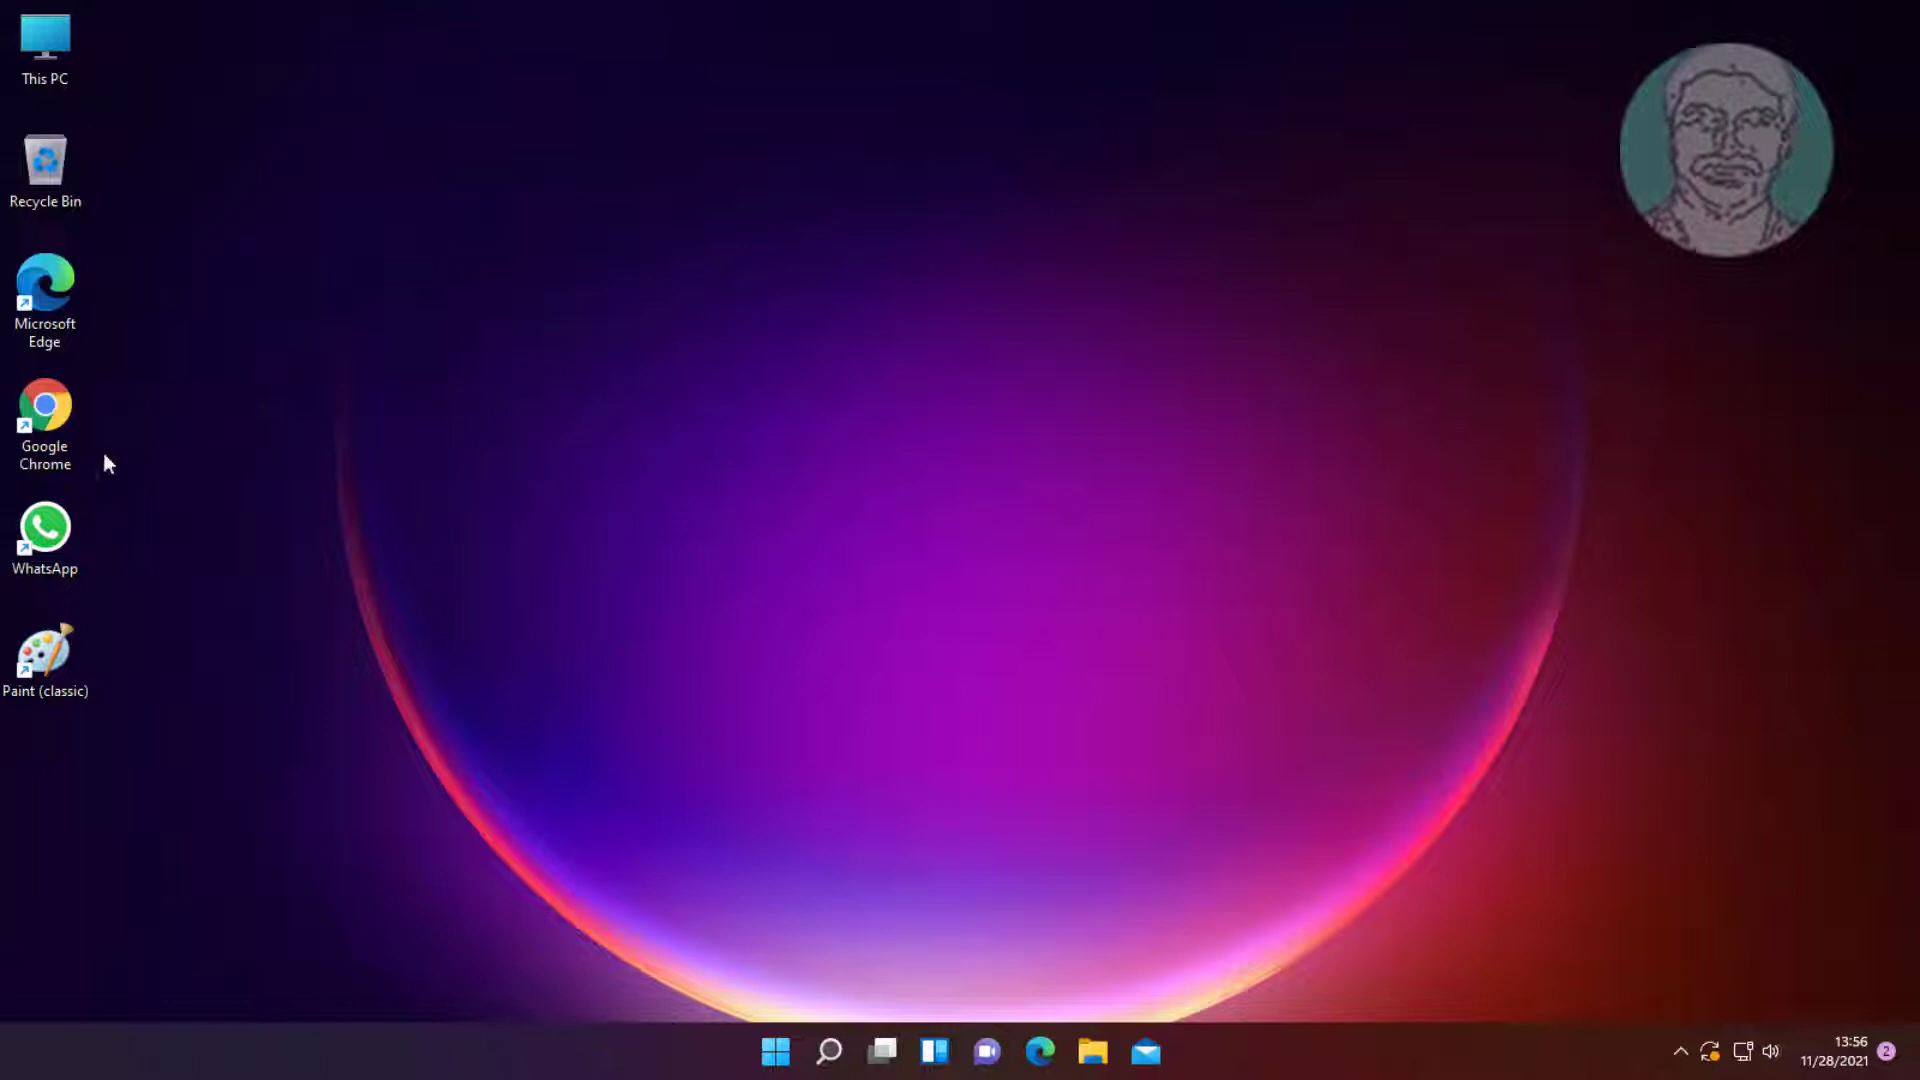 This PC
Recycle Bin
Microsoft
Edge
Google
Chrome
WhatsApp
Paint (classic)
13:56
11/28/2021
2